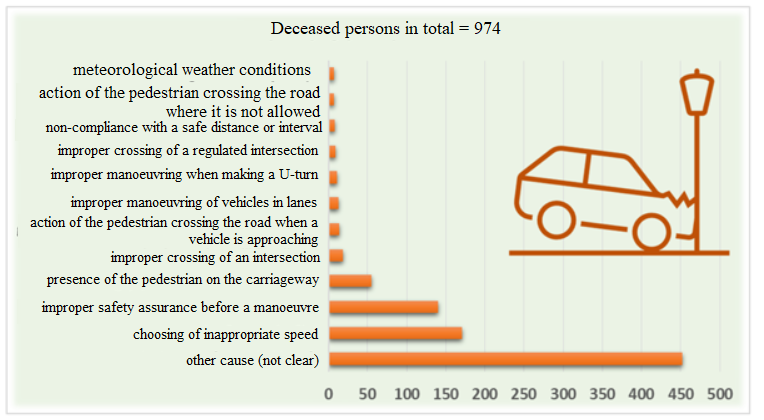 Deceased persons in total = 974
meteorological weather conditions
action of the pedestrian crossing the road
where it is not allowed
non-compliance with a safe distance or interval
improper crossing of a regulated intersection
improper manoeuvring when making a U-turn
improper manoeuvring of vehicles in lanes
action of the pedestrian crossing the road when a
vehicle is approaching
improper crossing of an intersection
presence of the pedestrian on the carriageway
improper safety assurance before a manoeuvre
choosing of inappropriate speed
other cause (not clear)
0 50 100 150 200 250 300 350 400 450 500